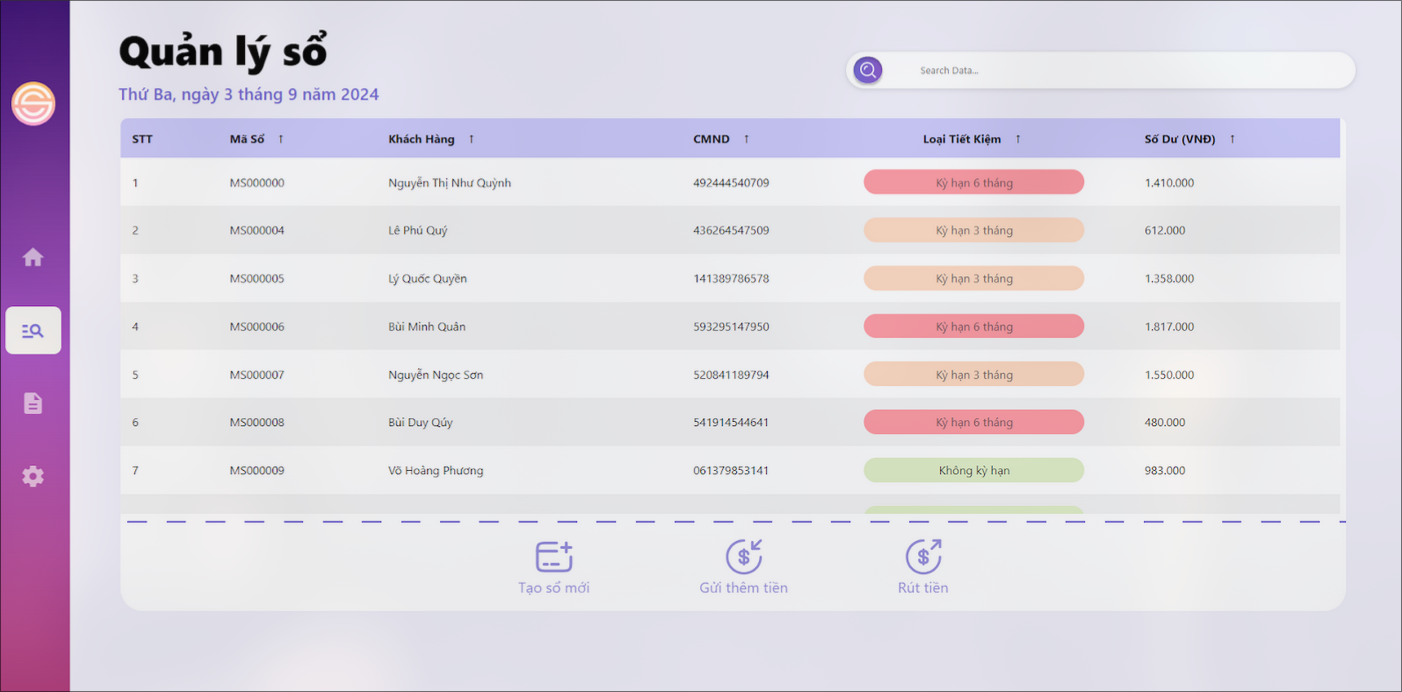 Quản lý sổ
Search Data...
Thứ Ba, ngày 3 tháng 9 năm 2024
STT Mã Sổ ↑ Khách Hàng ↑ CMND ↑ Loại Tiết Kiệm ↑ Số Dư (VNĐ) ↑
1 MS000000 Nguyễn Thị Như Quỳnh 492444540709 Kỳ hạn 6 tháng 1.410.000
2 MS000004 Lê Phú Quý 436264547509 Kỳ hạn 3 tháng 612.000
3 MS000005 Lý Quốc Quyền 141389786578 Kỳ hạn 3 tháng 1.358.000
4 MS000006 Bùi Minh Quân 593295147950 Kỳ hạn 6 tháng 1.817.000
5 MS000007 Nguyễn Ngọc Sơn 520841189794 Kỳ hạn 3 tháng 1.550.000
6 MS000008 Bùi Duy Qúy 541914544641 Kỳ hạn 6 tháng 480.000
7 MS000009 Võ Hoàng Phương 061379853141 Không kỳ hạn 983.000
Tạo sổ mới Gửi thêm tiền Rút tiền